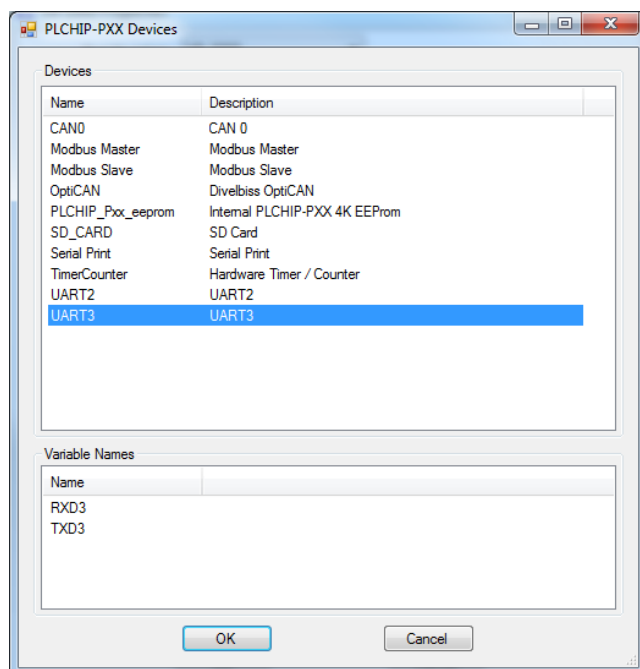 PLCHIP-PXX Devices
Devices
Name Description
CAN0 CAN 0
Modbus Master Modbus Master
Modbus Slave Modbus Slave
OptiCAN Divelbiss OptiCAN
PLCHIP_Pxx_eeprom Internal PLCHIP-PXX 4K EEProm
SD_CARD SD Card
Serial Print Serial Print
TimerCounter Hardware Timer / Counter
UART2 UART2
UART3 UART3
Variable Names
Name
RXD3
TXD3
OK Cancel